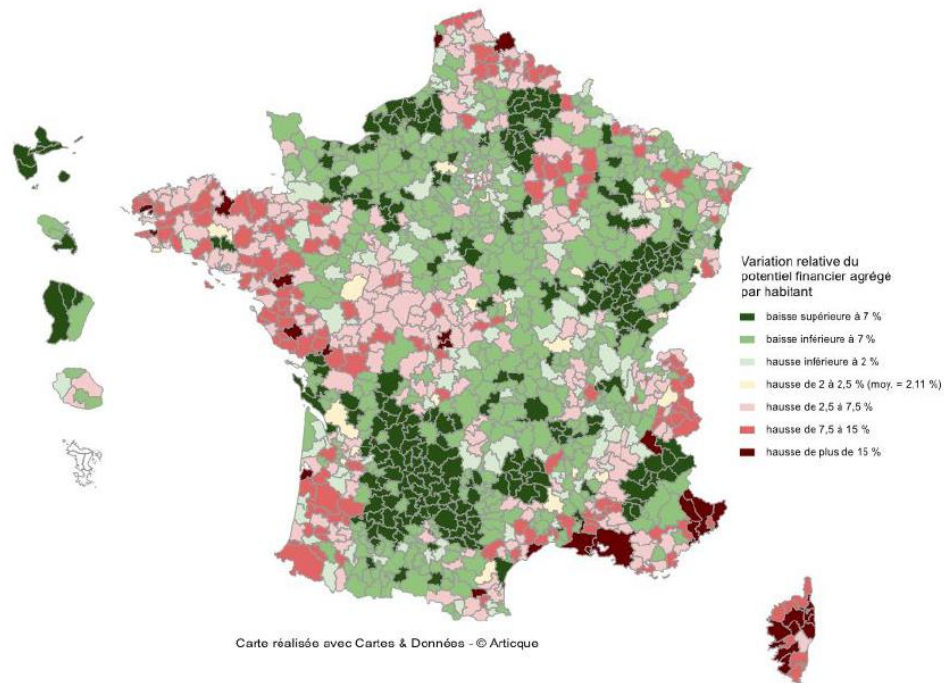 Variation relative du
potentiel financier agrégé
par habitant
baisse supérieure à 7 %
baisse inférieure à 7 %
hausse inférieure à 2 %
hausse de 2 à 2,5 % (moy. = 2,11 %)
hausse de 2,5 à 7,5 %
hausse de 7,5 à 15 %
hausse de plus de 15 %
Carte réalisée avec Cartes & Données - © Articque